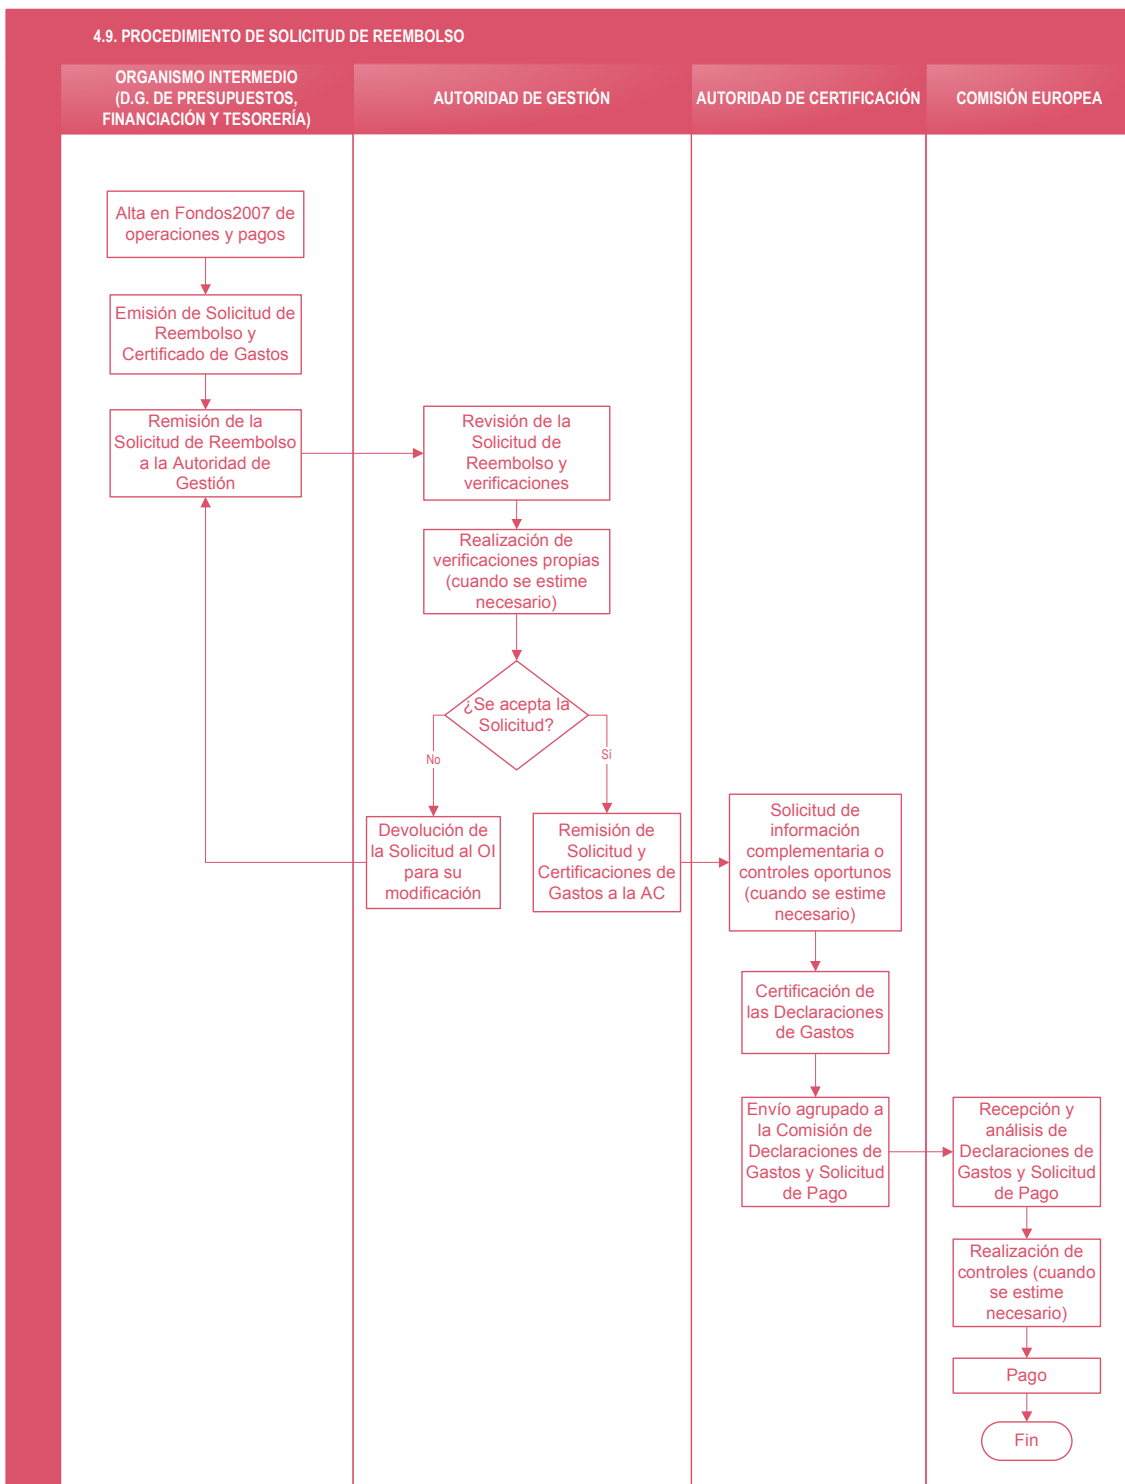 4.9. PROCEDIMIENTO DE SOLICITUD DE REEMBOLSO
ORGANISMO INTERMEDIO
(D.G. DE PRESUPUESTOS,
FINANCIACIÓN Y TESORERÍA)
AUTORIDAD DE GESTIÓN
AUTORIDAD DE CERTIFICACIÓN
COMISIÓN EUROPEA
Alta en Fondos2007 de
operaciones y pagos
Emisión de Solicitud de
Reembolso y
Certificado de Gastos
Remisión de la
Solicitud de Reembolso
a la Autoridad de
Gestión
Revisión de la
Solicitud de
Reembolso y
verificaciones
Realización de
verificaciones propias
(cuando se estime
necesario)
¿Se acepta la
Solicitud?
No
Si
Devolución de
la Solicitud al OI
para su
modificación
Remisión de
Solicitud y
Certificaciones de
Gastos a la AC
Solicitud de
información
complementaria o
controles oportunos
(cuando se estime
necesario)
Certificación de
las Declaraciones
de Gastos
Envío agrupado a
la Comisión de
Declaraciones de
Gastos y Solicitud
de Pago
Recepción y
análisis de
Declaraciones de
Gastos y Solicitud
de Pago
Realización de
controles (cuando
se estime
necesario)
Pago
Fin